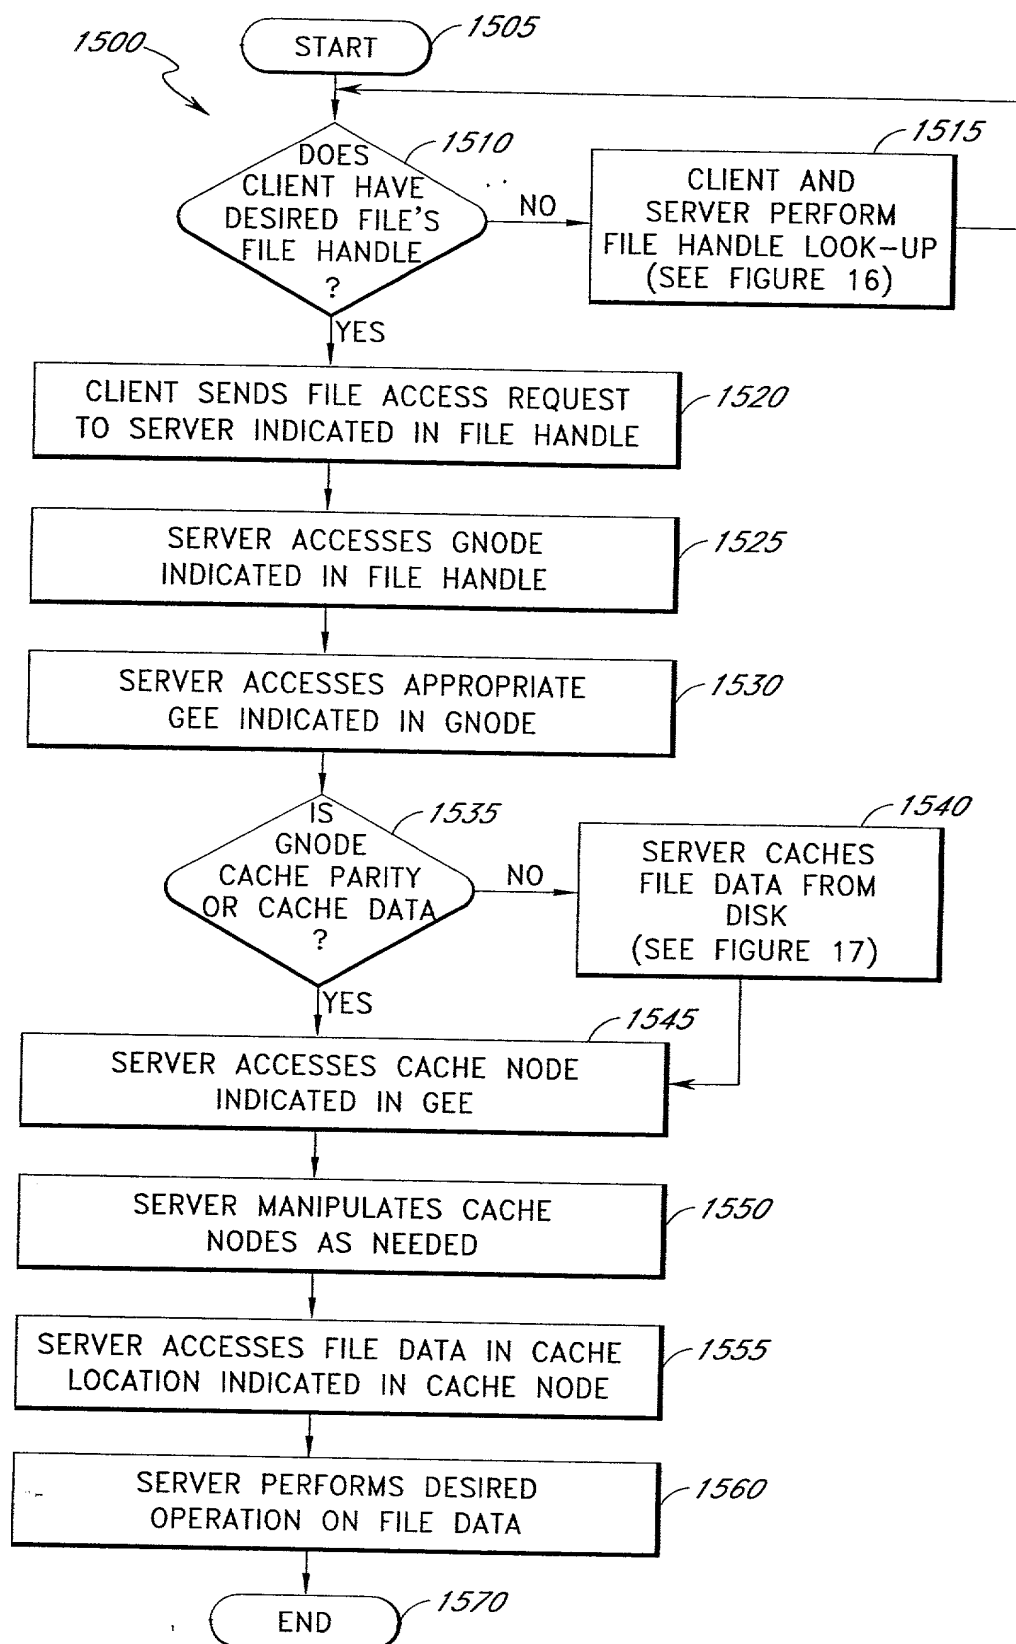 1500
START
1505
DOES
CLIENT HAVE
DESIRED FILE'S
FILE HANDLE
?
1510
NO
CLIENT AND
SERVER PERFORM
FILE HANDLE LOOK-UP
(SEE FIGURE 16)
1515
YES
CLIENT SENDS FILE ACCESS REQUEST
TO SERVER INDICATED IN FILE HANDLE
1520
SERVER ACCESSES GNODE
INDICATED IN FILE HANDLE
1525
SERVER ACCESSES APPROPRIATE
GEE INDICATED IN GNODE
1530
IS
GNODE
CACHE PARITY
OR CACHE DATA
?
1535
NO
SERVER CACHES
FILE DATA FROM
DISK
(SEE FIGURE 17)
1540
YES
SERVER ACCESSES CACHE NODE
INDICATED IN GEE
1545
SERVER MANIPULATES CACHE
NODES AS NEEDED
1550
SERVER ACCESSES FILE DATA IN CACHE
LOCATION INDICATED IN CACHE NODE
1555
SERVER PERFORMS DESIRED
OPERATION ON FILE DATA
1560
END
1570